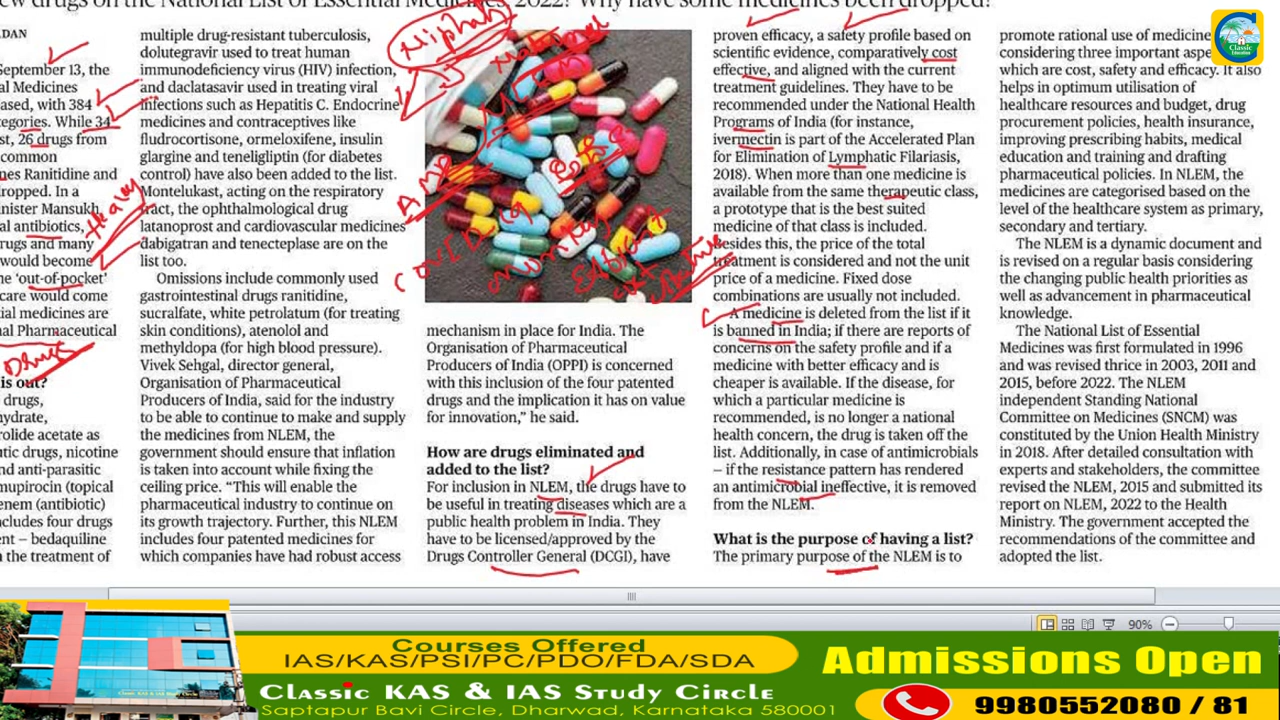 new drugs on the National List of Essential Medicines, 2022? Why have some medicines been dropped?
DAN
September 13, the
al Medicines
ased, with 384
tegories. While 34
st, 26 drugs from
common
nes Ranitidine and
dropped. In a
nister Mansukh
al antibiotics,
rugs and many
would become
ne 'out-of-pocket'
care would come
ial medicines are
nal Pharmaceutical
Drugs
is out?
drugs,
hydrate,
rolide acetate as
tic drugs, nicotine
nd anti-parasitic
mupirocin (topical
enem (antibiotic)
cludes four drugs
ent – bedaquiline
n the treatment of
multiple drug-resistant tuberculosis,
dolutegravir used to treat human
immunodeficiency virus (HIV) infection,
and daclatasavir used in treating viral
infections such as Hepatitis C. Endocrine
medicines and contraceptives like
fludrocortisone, ormeloxifene, insulin
glargine and teneligliptin (for diabetes
control) have also been added to the list.
Montelukast, acting on the respiratory
tract, the ophthalmological drug
latanoprost and cardiovascular medicines
dabigatran and tenecteplase are on the
list too.
Omissions include commonly used
gastrointestinal drugs ranitidine,
sucralfate, white petrolatum (for treating
skin conditions), atenolol and
methyldopa (for high blood pressure).
Vivek Sehgal, director general,
Organisation of Pharmaceutical
Producers of India, said for the industry
to be able to continue to make and supply
the medicines from NLEM, the
government should ensure that inflation
is taken into account while fixing the
ceiling price. "This will enable the
pharmaceutical industry to continue on
its growth trajectory. Further, this NLEM
includes four patented medicines for
which companies have had robust access
mechanism in place for India. The
Organisation of Pharmaceutical
Producers of India (OPPI) is concerned
with this inclusion of the four patented
drugs and the implication it has on value
for innovation," he said.
How are drugs eliminated and
added to the list?
For inclusion in NLEM, the drugs have to
be useful in treating diseases which are a
public health problem in India. They
have to be licensed/approved by the
Drugs Controller General (DCGI), have
proven efficacy, a safety profile based on
scientific evidence, comparatively cost
effective, and aligned with the current
treatment guidelines. They have to be
recommended under the National Health
Programs of India (for instance,
ivermectin is part of the Accelerated Plan
for Elimination of Lymphatic Filariasis,
2018). When more than one medicine is
available from the same therapeutic class,
a prototype that is the best suited
medicine of that class is included.
Besides this, the price of the total
treatment is considered and not the unit
price of a medicine. Fixed dose
combinations are usually not included.
A medicine is deleted from the list if it
is banned in India; if there are reports of
concerns on the safety profile and if a
medicine with better efficacy and is
cheaper is available. If the disease, for
which a particular medicine is
recommended, is no longer a national
health concern, the drug is taken off the
list. Additionally, in case of antimicrobials
– if the resistance pattern has rendered
an antimicrobial ineffective, it is removed
from the NLEM.
What is the purpose of having a list?
The primary purpose of the NLEM is to
promote rational use of medicine
considering three important aspe
which are cost, safety and efficacy. It also
helps in optimum utilisation of
healthcare resources and budget, drug
procurement policies, health insurance,
improving prescribing habits, medical
education and training and drafting
pharmaceutical policies. In NLEM, the
medicines are categorised based on the
level of the healthcare system as primary,
secondary and tertiary.
The NLEM is a dynamic document and
is revised on a regular basis considering
the changing public health priorities as
well as advancement in pharmaceutical
knowledge.
The National List of Essential
Medicines was first formulated in 1996
and was revised thrice in 2003, 2011 and
2015, before 2022. The NLEM
independent Standing National
Committee on Medicines (SNCM) was
constituted by the Union Health Ministry
in 2018. After detailed consultation with
experts and stakeholders, the committee
revised the NLEM, 2015 and submitted its
report on NLEM, 2022 to the Health
Ministry. The government accepted the
recommendations of the committee and
adopted the list.
Classic
Education
90%
Courses Offered
IAS/KAS/PSI/PC/PDO/FDA/SDA
Classic KAS & IAS Study Circle
Saptapur Bavi Circle, Dharwad, Karnataka 580001
Admissions Open
9980552080 / 81